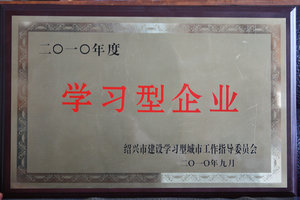 二〇一〇年度
学习型企业
绍兴市建设学习型城市工作指导委员会
二〇一〇年九月